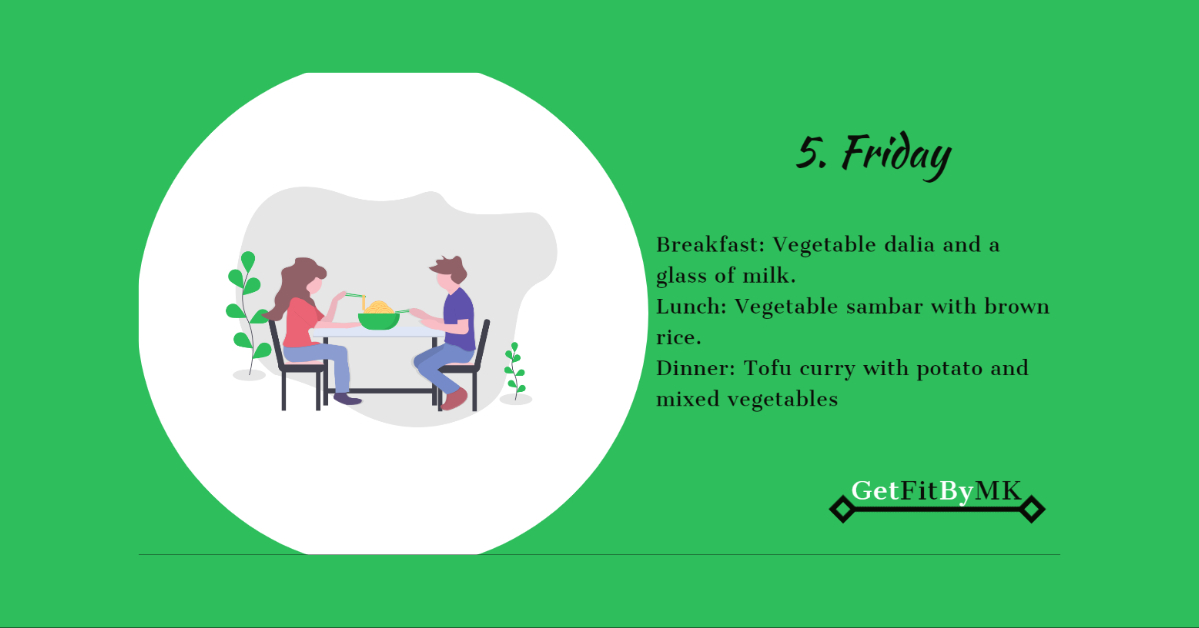 5. Friday
Breakfast: Vegetable dalia and a
glass of milk.
Lunch: Vegetable sambar with brown
rice.
Dinner: Tofu curry with potato and
mixed vegetables
GetFitByMK